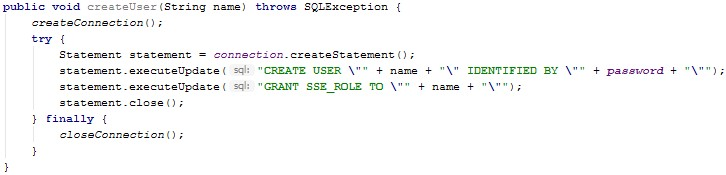 public void createUser(String name) throws SQLException {
    createConnection();
    try {
        Statement statement = connection.createStatement();
        statement.executeUpdate( sql: "CREATE USER \"" + name + "\" IDENTIFIED BY \"" + password + "\"");
        statement.executeUpdate( sql: "GRANT SSE_ROLE TO \"" + name + "\"");
        statement.close();
    } finally {
        closeConnection();
    }
}